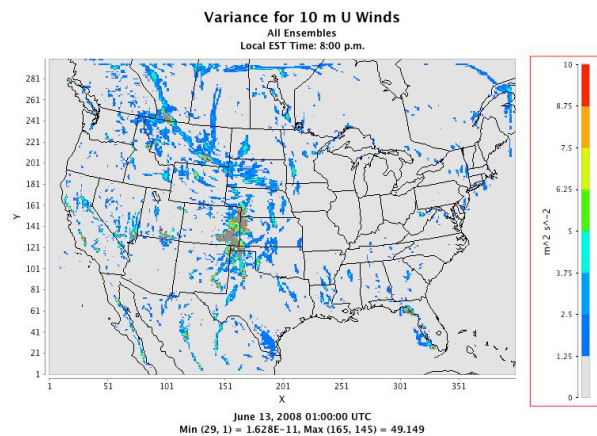 Variance for 10 m U Winds
All Ensembles
Local EST Time: 8:00 p.m.
281
261
241
221
201
181
161
141
121
101
81
61
41
21
1
Y
1 51 101 151 201 251 301 351
X
10
8.75
7.5
6.25
5
3.75
2.5
1.25
0
m^2 s^-2
June 13, 2008 01:00:00 UTC
Min (29, 1) = 1.628E-11, Max (165, 145) = 49.149